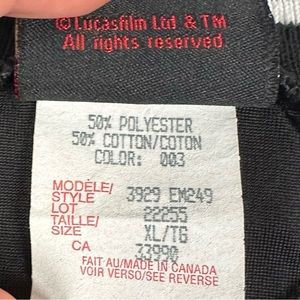 © Lucasfilm Ltd & TM
All rights reserved.
50% POLYESTER
50% COTTON/COTON
COLOR: 003
MODELE/
STYLE 3929 EM249
LOT 22255
TAILLE/
SIZE XL/TG
CA 33990
FAIT AU/MADE IN CANADA
VOIR VERSO/SEE REVERSE